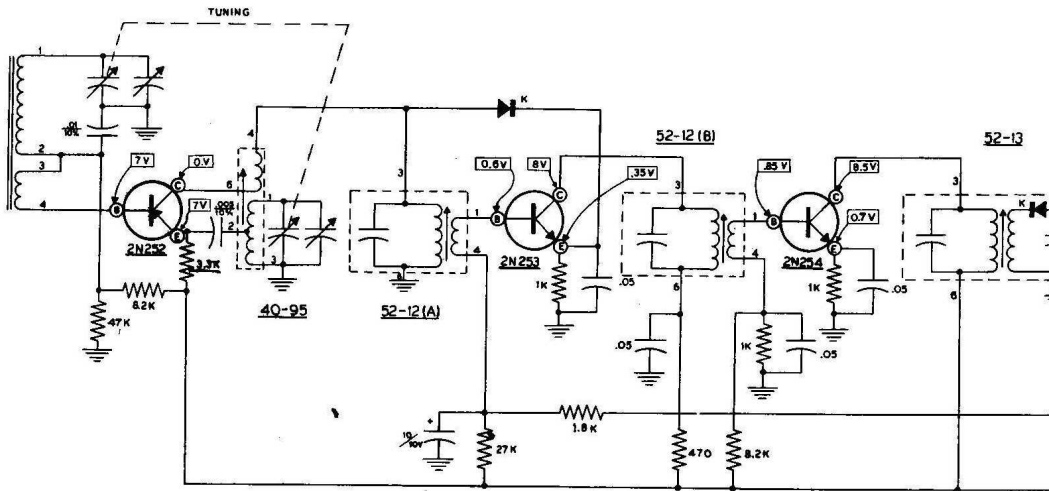 TUNING
1
.01
10%
2
3
4
7V
0.V
B
C
E
7V
2N252
3.3K
8.2K
47K
4
6
.002
10%
1
2
3
40-95
K
3
1
4
6
52-12(A)
0.6V
8V
.35V
B
C
E
2N253
1K
.05
52-12(B)
3
1
4
6
.05
.85V
8.5V
0.7V
B
C
E
2N254
1K
.05
1K
.05
52-13
3
K
6
+
10
10V
27K
1.8K
470
8.2K